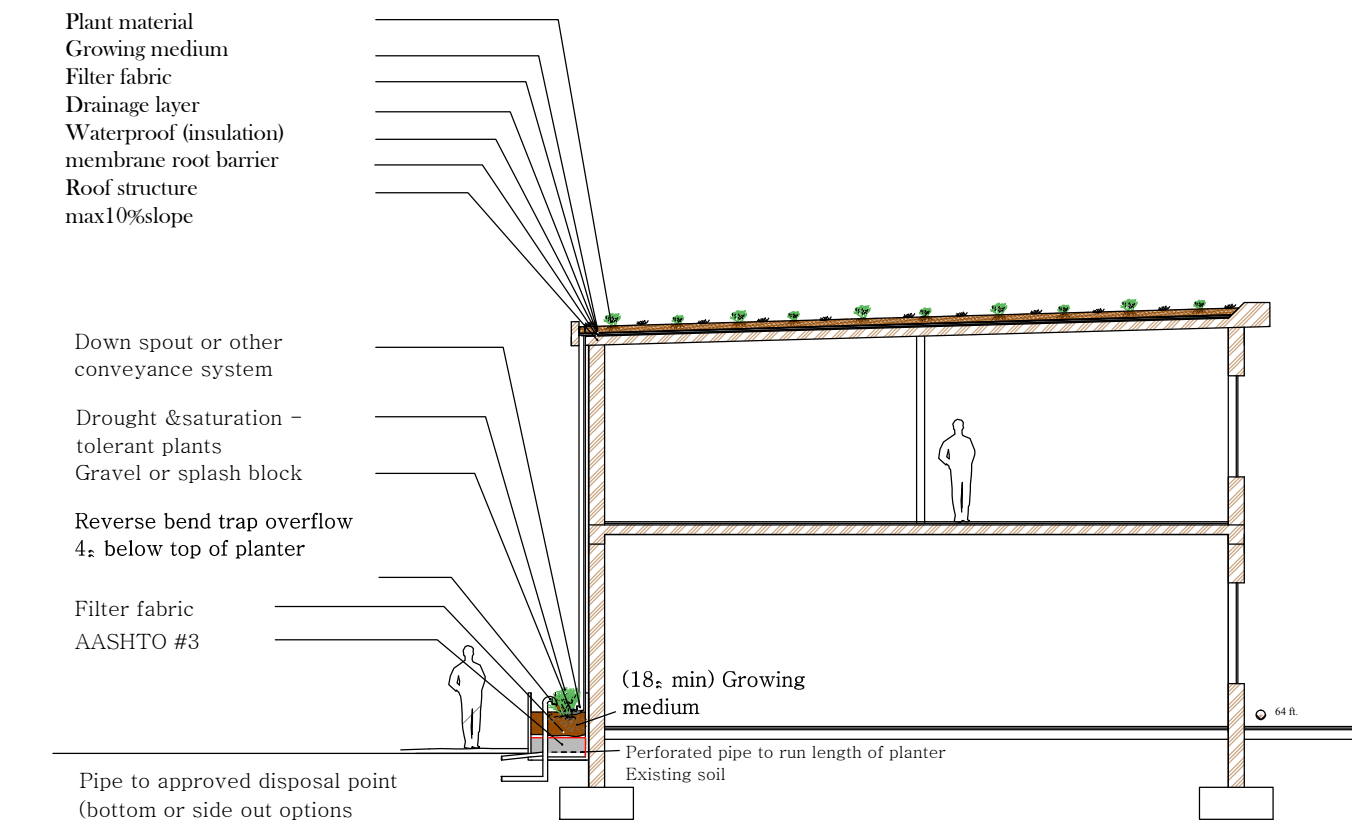 Plant material
Growing medium
Filter fabric
Drainage layer
Waterproof (insulation)
membrane root barrier
Roof structure
max10%slope
Down spout or other
conveyance system
Drought &saturation -
tolerant plants
Gravel or splash block
Reverse bend trap overflow
4 below top of planter
Filter fabric
AASHTO #3
(18 min) Growing
medium
64 ft.
Perforated pipe to run length of planter
Existing soil
Pipe to approved disposal point
(bottom or side out options